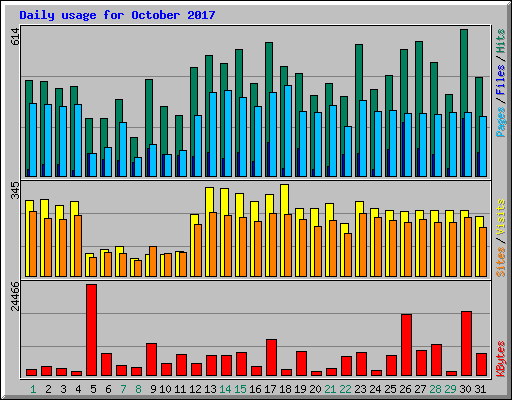 Daily usage for October 2017
614
Pages / Files / Hits
345
Sites / Visits
24466
KBytes
1 2 3 4 5 6 7 8 9 10 11 12 13 14 15 16 17 18 19 20 21 22 23 24 25 26 27 28 29 30 31